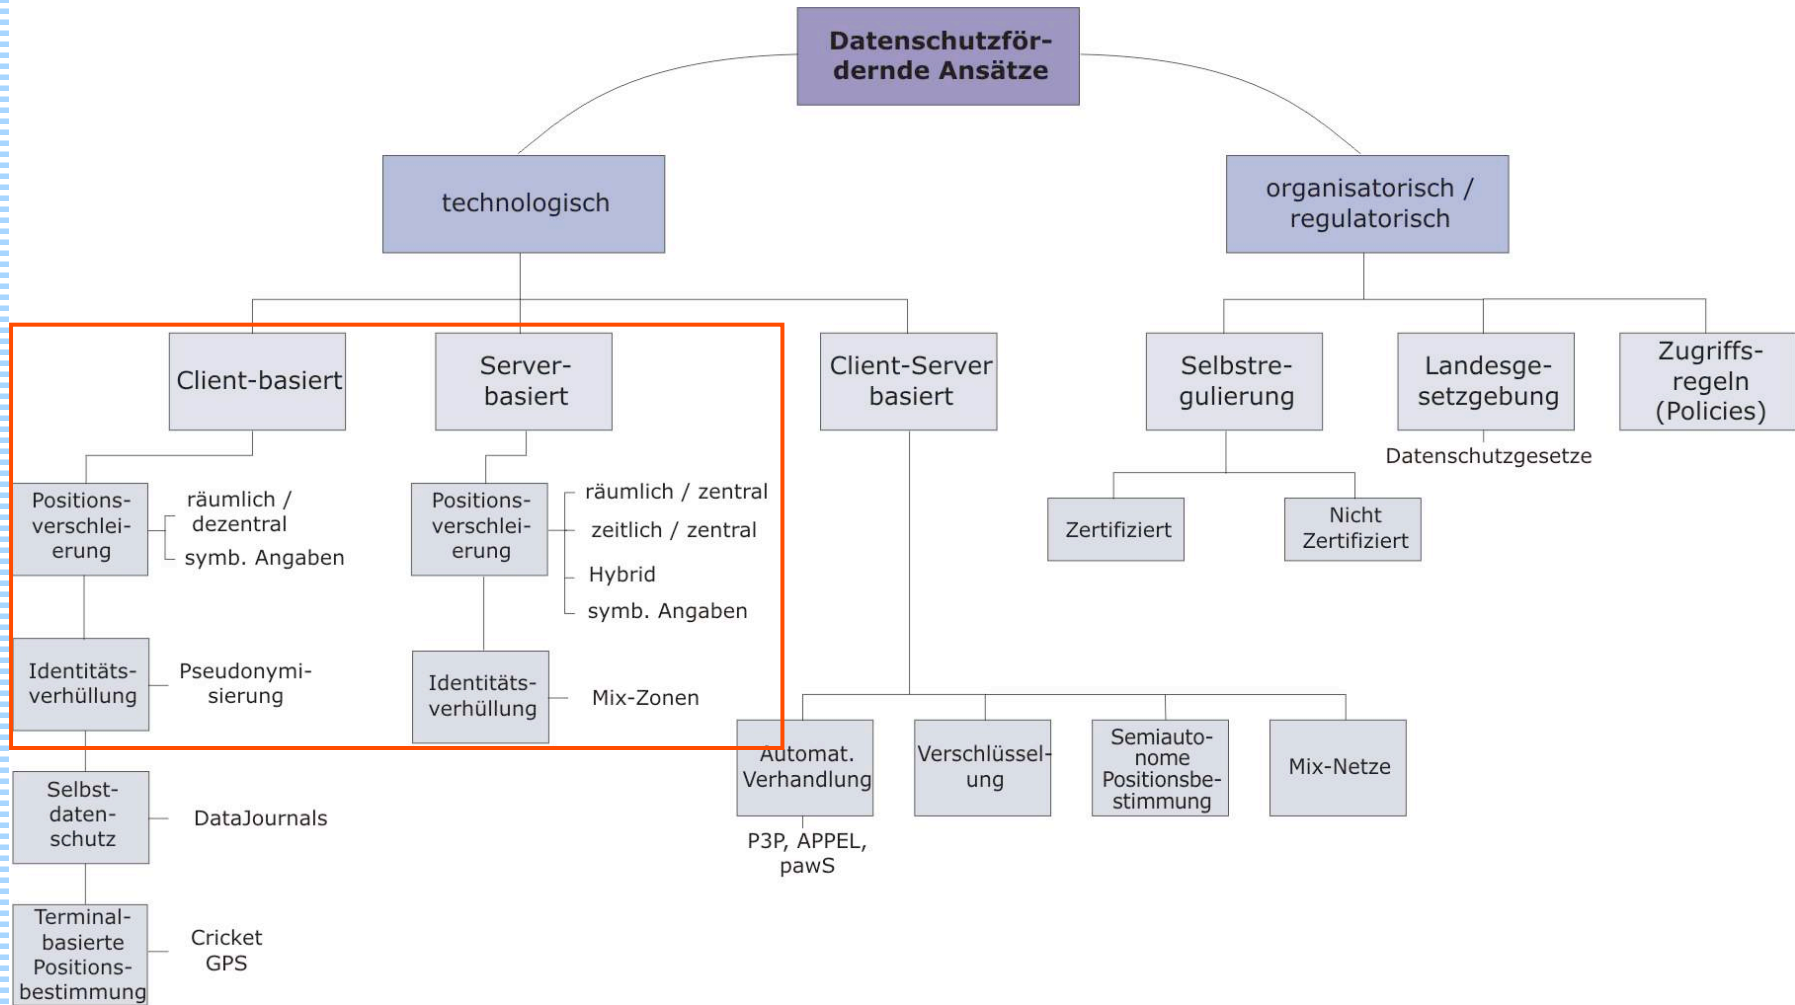 Datenschutzför-
dernde Ansätze
technologisch
organisatorisch /
regulatorisch
Client-basiert
Server-
basiert
Client-Server
basiert
Selbstre-
gulierung
Landesge-
setzgebung
Zugriffs-
regeln
(Policies)
Datenschutzgesetze
Positions-
verschlei-
erung
räumlich /
dezentral
symb. Angaben
Positions-
verschlei-
erung
räumlich / zentral
zeitlich / zentral
Hybrid
symb. Angaben
Zertifiziert
Nicht
Zertifiziert
Identitäts-
verhüllung
Pseudonymi-
sierung
Identitäts-
verhüllung
Mix-Zonen
Automat.
Verhandlung
Verschlüssel-
ung
Semiauto-
nome
Positionsbe-
stimmung
Mix-Netze
P3P, APPEL,
pawS
Selbst-
daten-
schutz
DataJournals
Terminal-
basierte
Positions-
bestimmung
Cricket
GPS